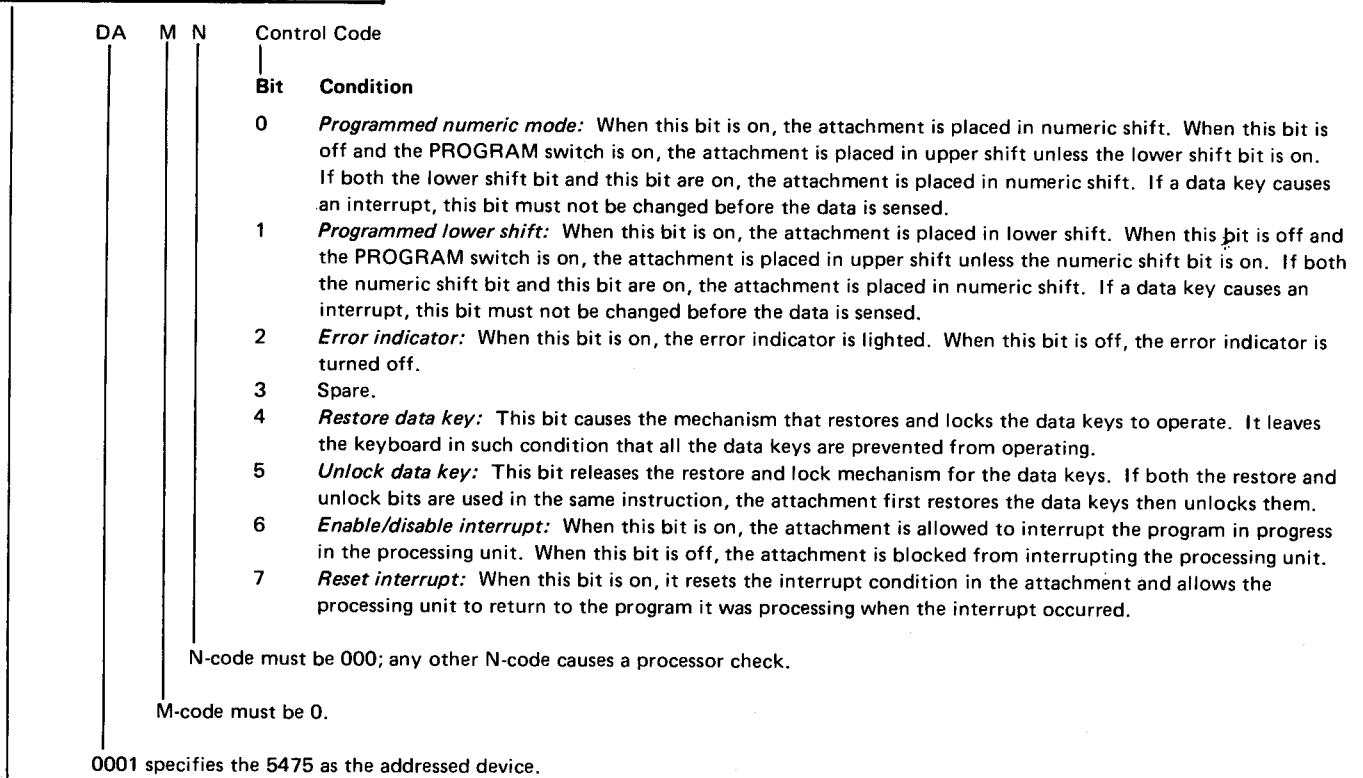 DA M N Control Code
Bit Condition
0 Programmed numeric mode: When this bit is on, the attachment is placed in numeric shift. When this bit is
off and the PROGRAM switch is on, the attachment is placed in upper shift unless the lower shift bit is on.
If both the lower shift bit and this bit are on, the attachment is placed in numeric shift. If a data key causes
an interrupt, this bit must not be changed before the data is sensed.
1 Programmed lower shift: When this bit is on, the attachment is placed in lower shift. When this bit is off and
the PROGRAM switch is on, the attachment is placed in upper shift unless the numeric shift bit is on. If both
the numeric shift bit and this bit are on, the attachment is placed in numeric shift. If a data key causes an
interrupt, this bit must not be changed before the data is sensed.
2 Error indicator: When this bit is on, the error indicator is lighted. When this bit is off, the error indicator is
turned off.
3 Spare.
4 Restore data key: This bit causes the mechanism that restores and locks the data keys to operate. It leaves
the keyboard in such condition that all the data keys are prevented from operating.
5 Unlock data key: This bit releases the restore and lock mechanism for the data keys. If both the restore and
unlock bits are used in the same instruction, the attachment first restores the data keys then unlocks them.
6 Enable/disable interrupt: When this bit is on, the attachment is allowed to interrupt the program in progress
in the processing unit. When this bit is off, the attachment is blocked from interrupting the processing unit.
7 Reset interrupt: When this bit is on, it resets the interrupt condition in the attachment and allows the
processing unit to return to the program it was processing when the interrupt occurred.
N-code must be 000; any other N-code causes a processor check.
M-code must be 0.
0001 specifies the 5475 as the addressed device.